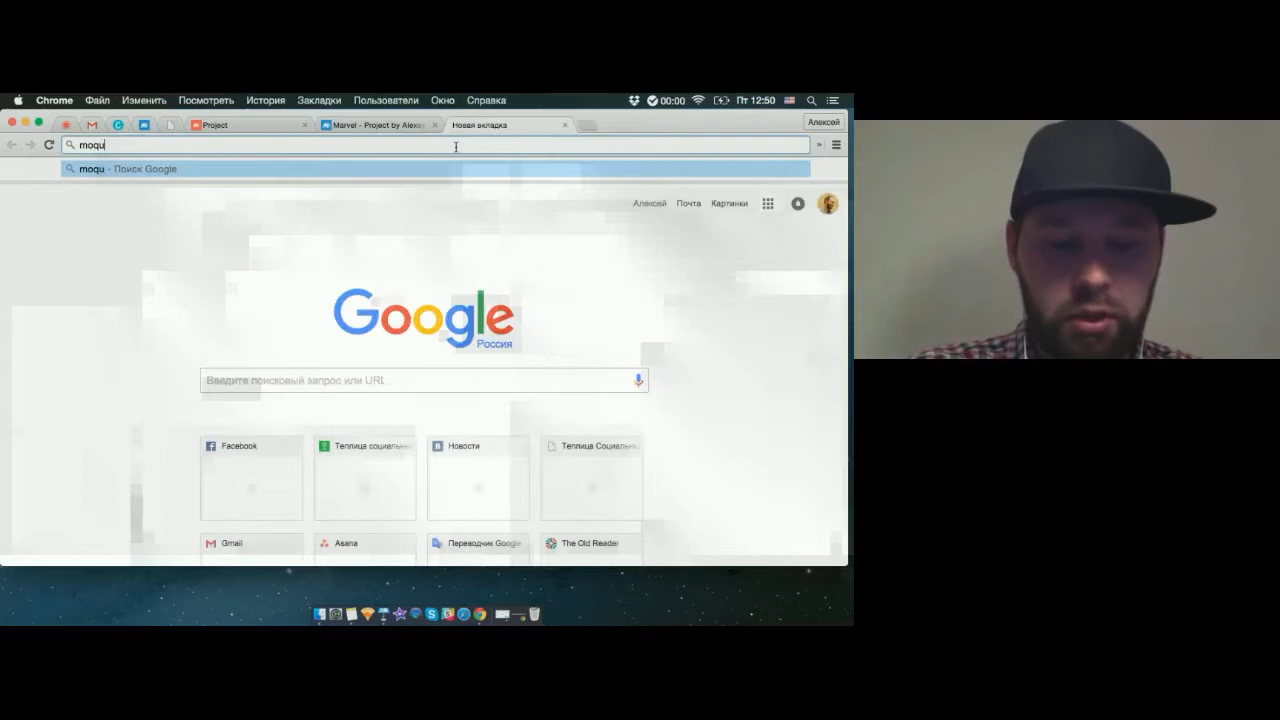 Chrome Файл Изменить Посмотреть История Закладки Пользователи Окно Справка 00:00 Пт 12:50
Project Marvel - Project by Alexey Новая вкладка Алексей
moqu
moqu - Поиск Google
Алексей Почта Картинки
Google
Россия
Введите поисковый запрос или URL
Facebook Теплица социальны Новости Теплица Социальны
Gmail Asana Переводчик Google The Old Reader